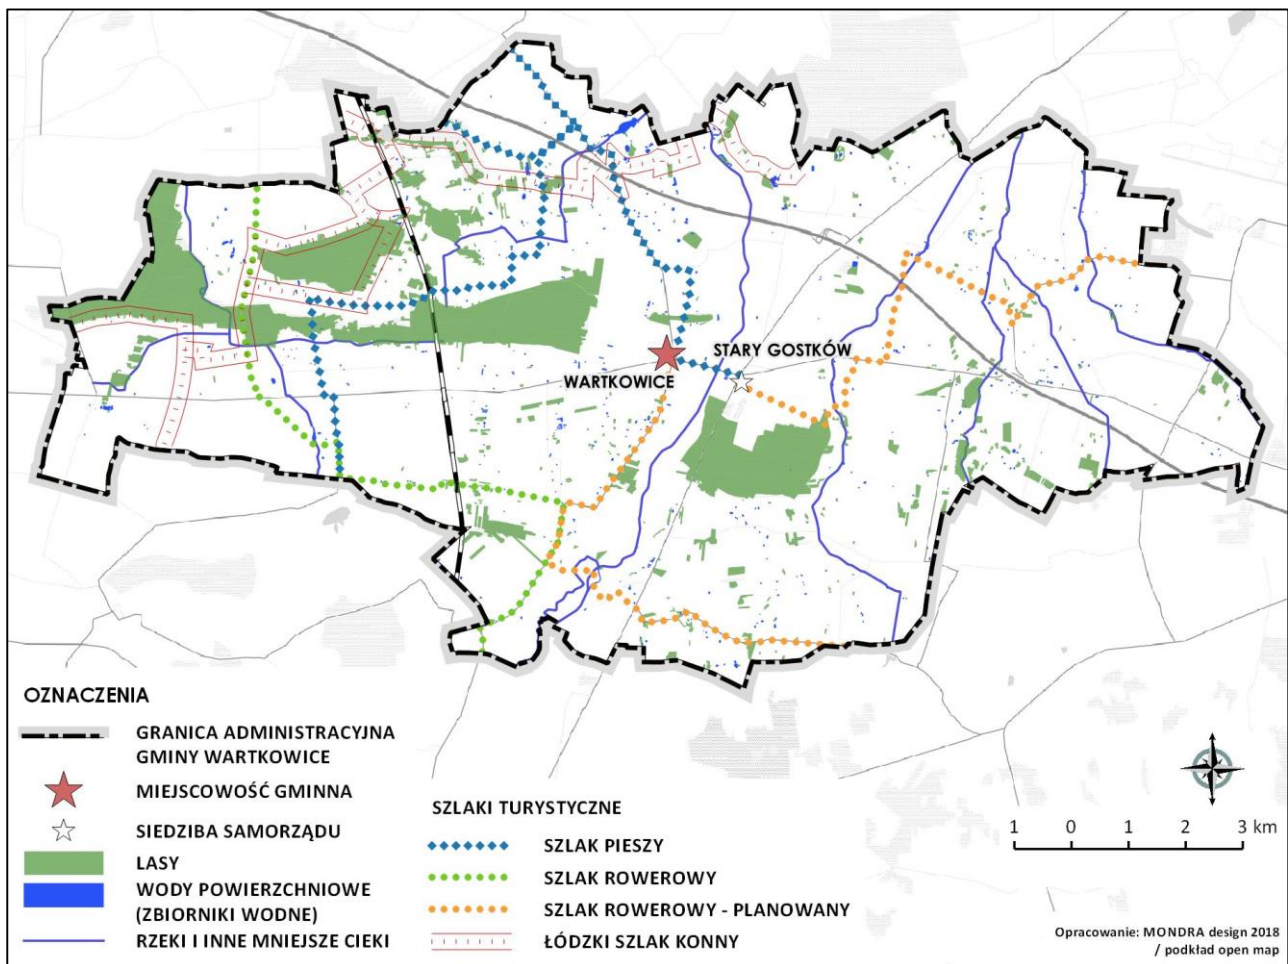 STARY GOSTKÓW
WARTKOWICE
OZNACZENIA
GRANICA ADMINISTRACYJNA
GMINY WARTKOWICE
MIEJSCOWOŚĆ GMINNA
SIEDZIBA SAMORZĄDU
LASY
WODY POWIERZCHNIOWE
(ZBIORNIKI WODNE)
RZEKI I INNE MNIEJSZE CIEKI
SZLAKI TURYSTYCZNE
SZLAK PIESZY
SZLAK ROWEROWY
SZLAK ROWEROWY - PLANOWANY
ŁÓDZKI SZLAK KONNY
1 0 1 2 3 km
Opracowanie: MONDRA design 2018
/ podkład open map